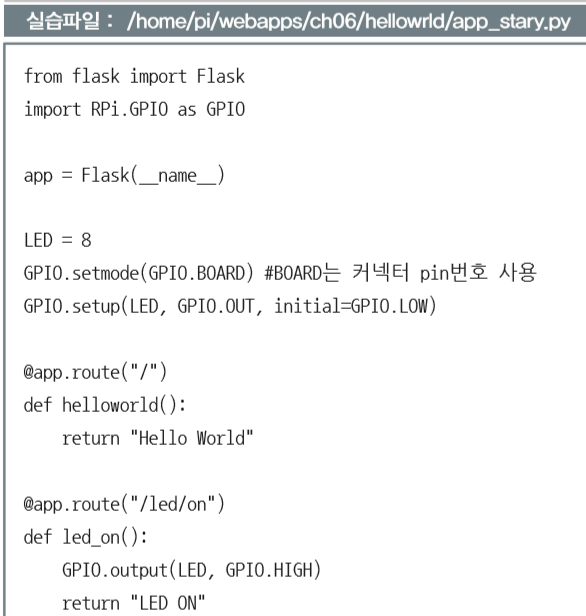 실습파일 : /home/pi/webapps/ch06/hellowrld/app_stary.py
from flask import Flask
import RPi.GPIO as GPIO
app = Flask(__name__)
LED = 8
GPIO.setmode(GPIO.BOARD) #BOARD는 커넥터 pin번호 사용
GPIO.setup(LED, GPIO.OUT, initial=GPIO.LOW)
@app.route("/")
def helloworld():
    return "Hello World"
@app.route("/led/on")
def led_on():
    GPIO.output(LED, GPIO.HIGH)
    return "LED ON"